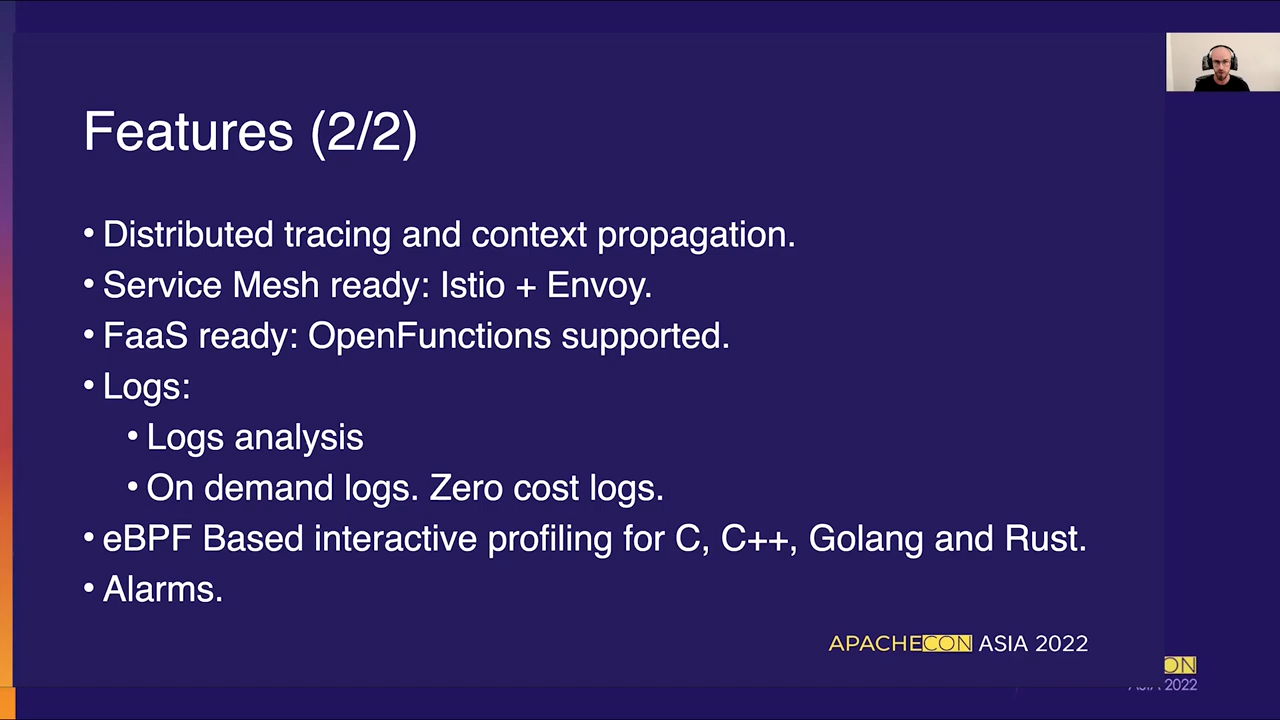 Features (2/2)
• Distributed tracing and context propagation.
• Service Mesh ready: Istio + Envoy.
• FaaS ready: OpenFunctions supported.
• Logs:
• Logs analysis
• On demand logs. Zero cost logs.
• eBPF Based interactive profiling for C, C++, Golang and Rust.
• Alarms.
APACHECON ASIA 2022
ON
ASIA 2022